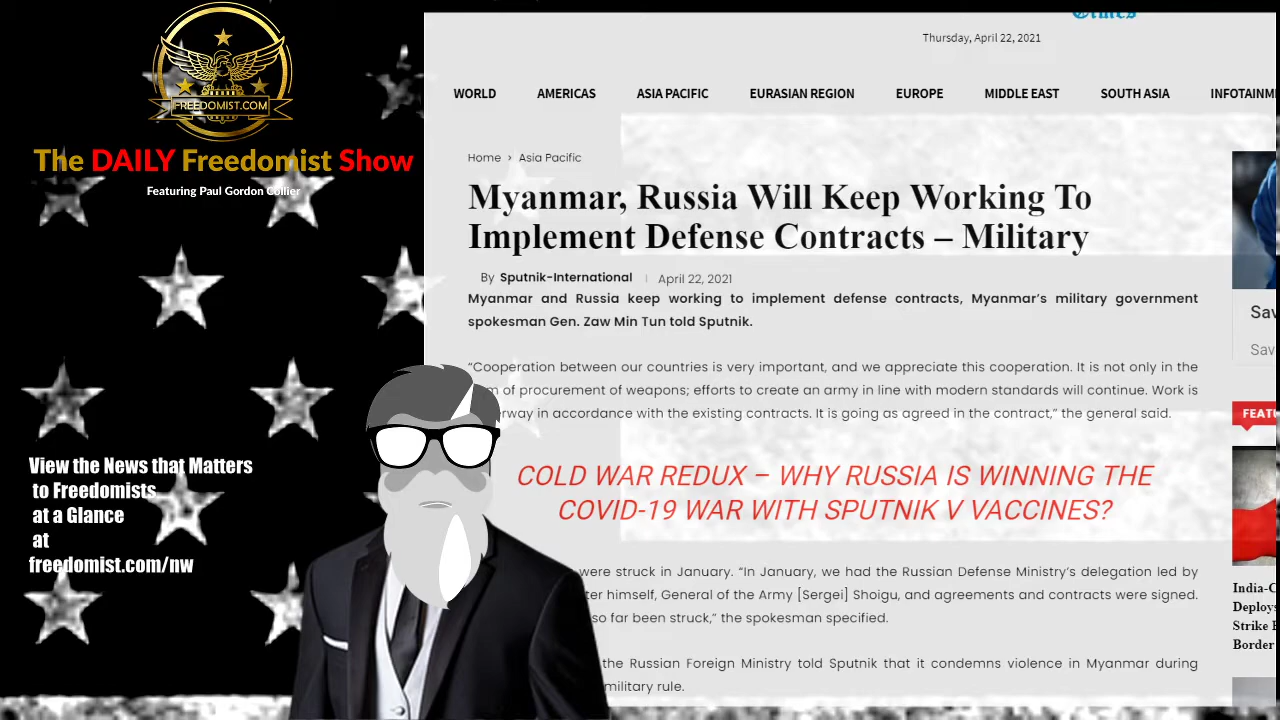 FREEDOMIST.COM
The DAILY Freedomist Show
Featuring Paul Gordon Collier
View the News that Matters
to Freedomists
at a Glance
at
freedomist.com/nw
Times
Thursday, April 22, 2021
WORLD AMERICAS ASIA PACIFIC EURASIAN REGION EUROPE MIDDLE EAST SOUTH ASIA
Home › Asia Pacific
Myanmar, Russia Will Keep Working To
Implement Defense Contracts – Military
By Sputnik-International | April 22, 2021
Myanmar and Russia keep working to implement defense contracts, Myanmar's military government
spokesman Gen. Zaw Min Tun told Sputnik.
“Cooperation between our countries is very important, and we appreciate this cooperation. It is not only in the
of procurement of weapons; efforts to create an army in line with modern standards will continue. Work is
in accordance with the existing contracts. It is going as agreed in the contract,” the general said.
COLD WAR REDUX – WHY RUSSIA IS WINNING THE
COVID-19 WAR WITH SPUTNIK V VACCINES?
were struck in January. “In January, we had the Russian Defense Ministry's delegation led by
himself, General of the Army [Sergei] Shoigu, and agreements and contracts were signed.
so far been struck,” the spokesman specified.
the Russian Foreign Ministry told Sputnik that it condemns violence in Myanmar during
military rule.
Sav
Sav
Strike
Border